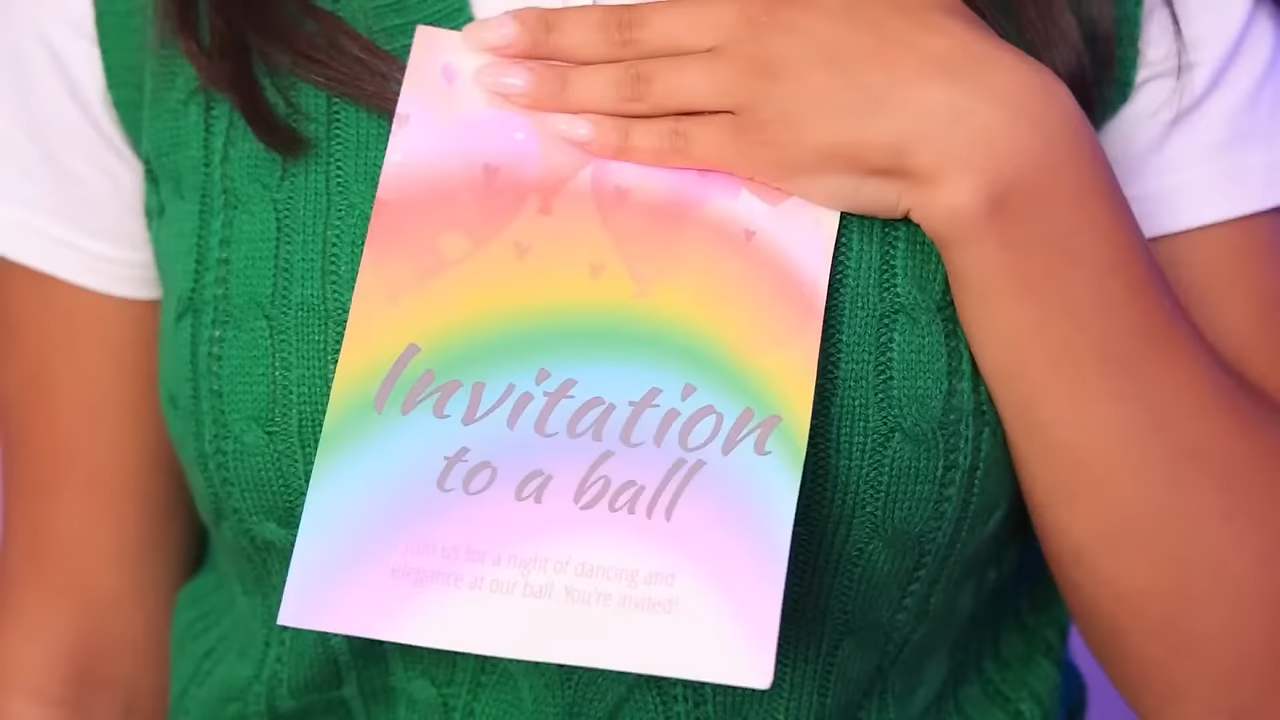 Invitation
to a ball
Join us for a night of dancing and
elegance at our ball. You're invited!